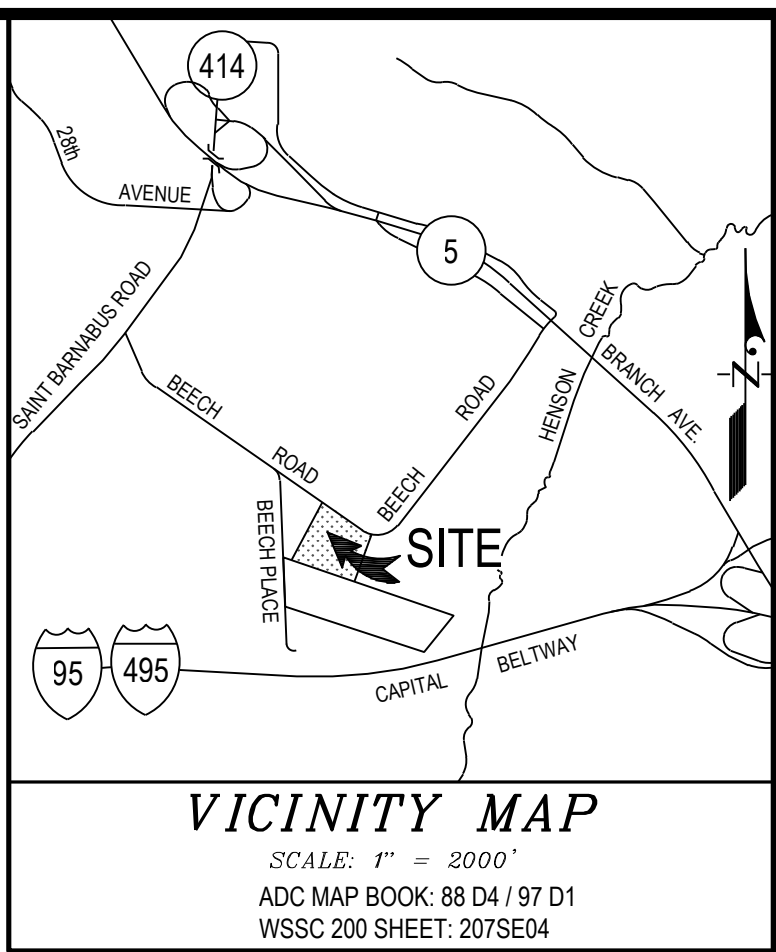 414
28th
AVENUE
5
SAINT BARNABUS ROAD
CREEK
HENSON
BRANCH AVE.
N
BEECH
ROAD
ROAD
BEECH
BEECH PLACE
SITE
95
495
CAPITAL
BELTWAY
VICINITY MAP
SCALE: 1" = 2000'
ADC MAP BOOK: 88 D4 / 97 D1
WSSC 200 SHEET: 207SE04